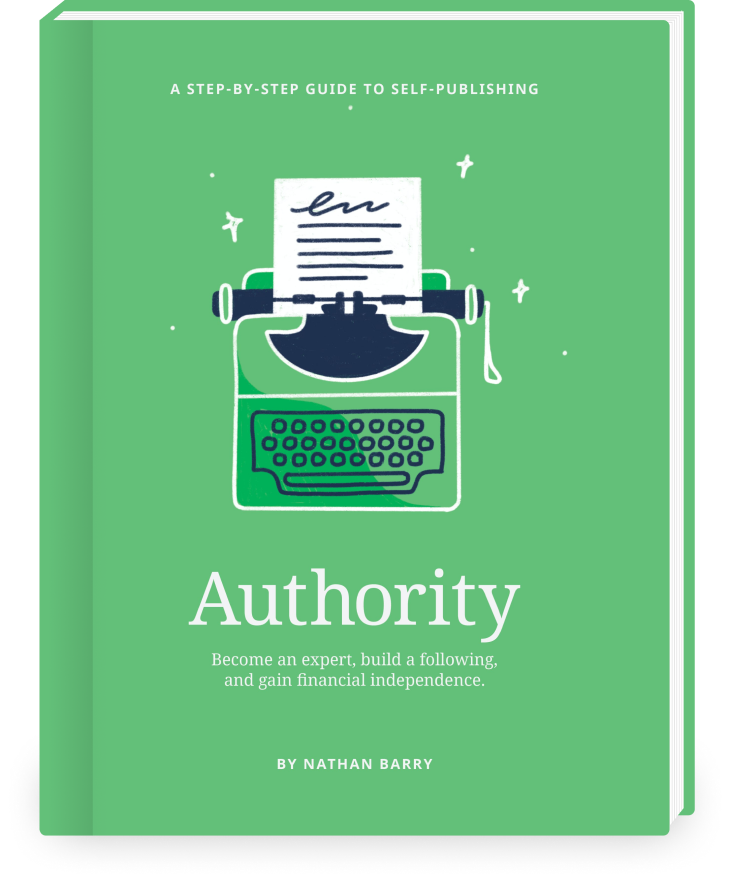 A STEP-BY-STEP GUIDE TO SELF-PUBLISHING
Authority
Become an expert, build a following,
and gain financial independence.
BY NATHAN BARRY